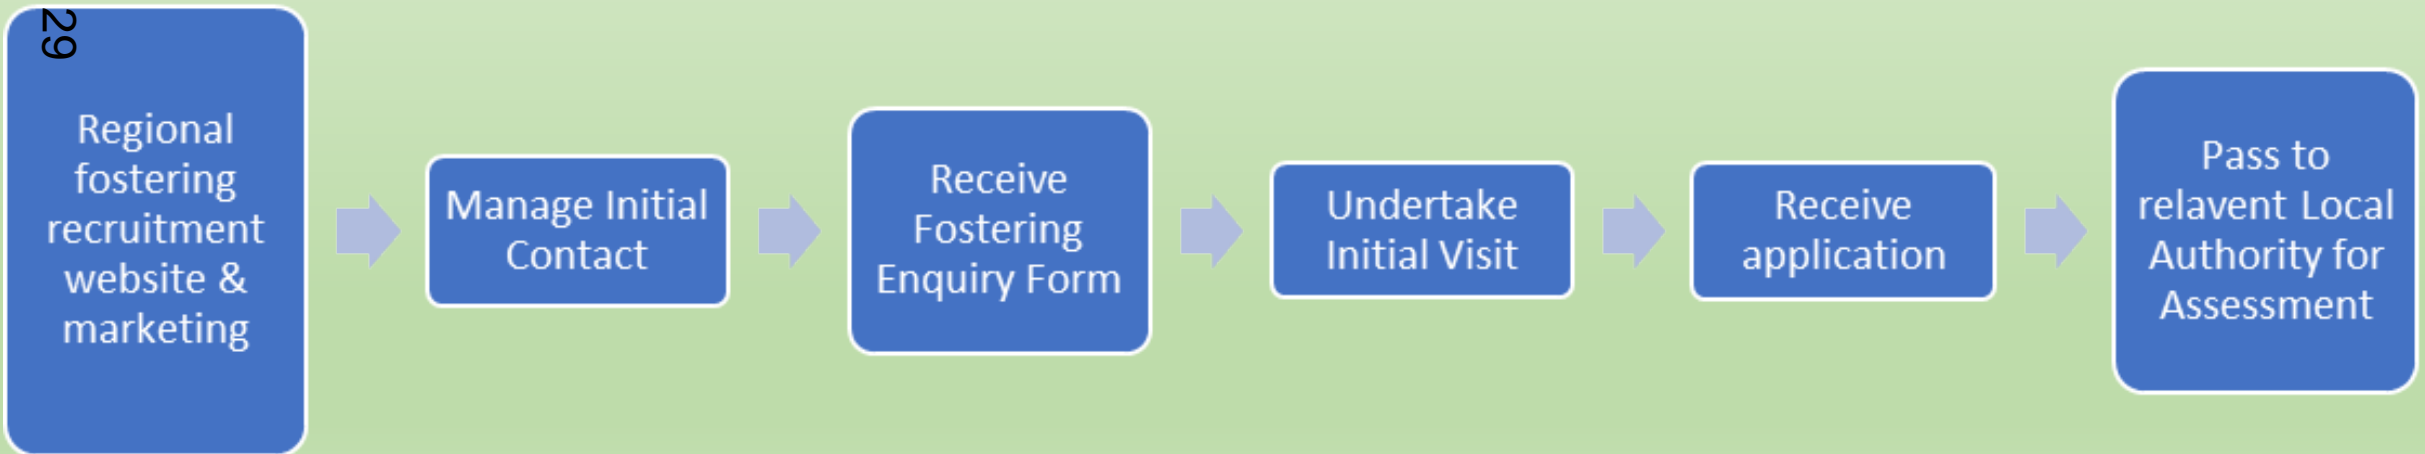 29
Regional
fostering
recruitment
website &
marketing
Manage Initial
Contact
Receive
Fostering
Enquiry Form
Undertake
Initial Visit
Receive
application
Pass to
relavent Local
Authority for
Assessment